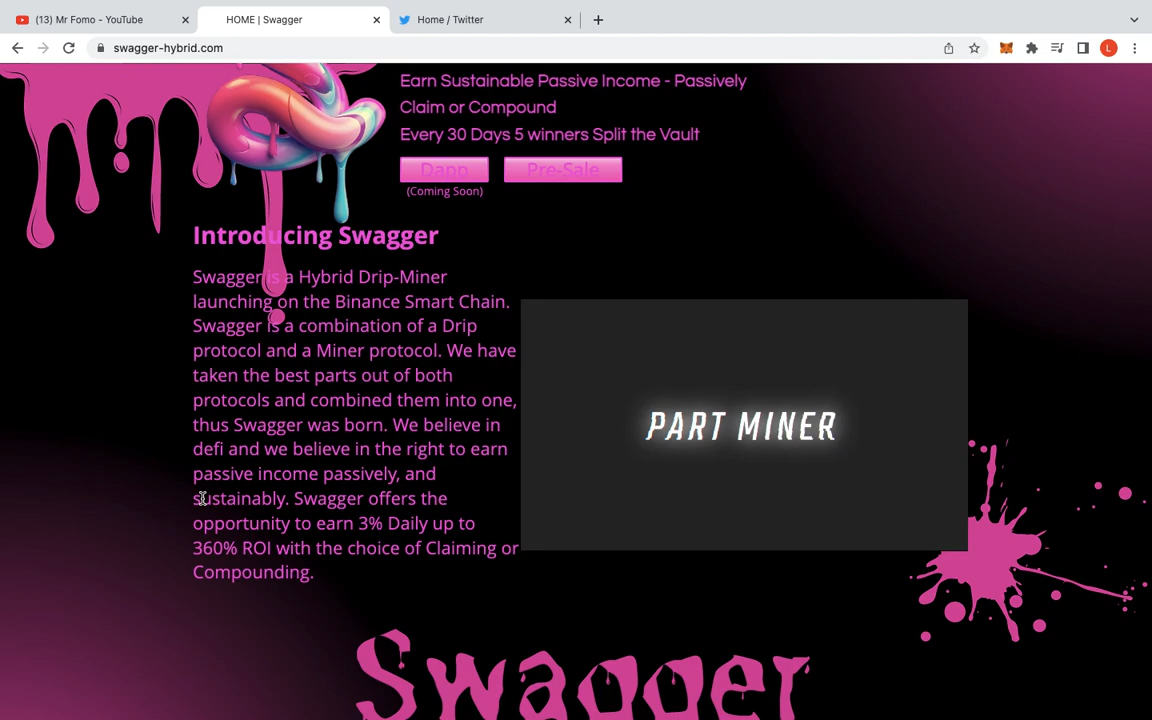 (13) Mr Fomo - YouTube
HOME | Swagger
Home / Twitter
swagger-hybrid.com
L
Earn Sustainable Passive Income - Passively
Claim or Compound
Every 30 Days 5 winners Split the Vault
Dapp
Pre-Sale
(Coming Soon)
Introducing Swagger
Swagger is a Hybrid Drip-Miner
launching on the Binance Smart Chain.
Swagger is a combination of a Drip
protocol and a Miner protocol. We have
taken the best parts out of both
protocols and combined them into one,
thus Swagger was born. We believe in
defi and we believe in the right to earn
passive income passively, and
sustainably. Swagger offers the
opportunity to earn 3% Daily up to
360% ROI with the choice of Claiming or
Compounding.
PART MINER
Swagger